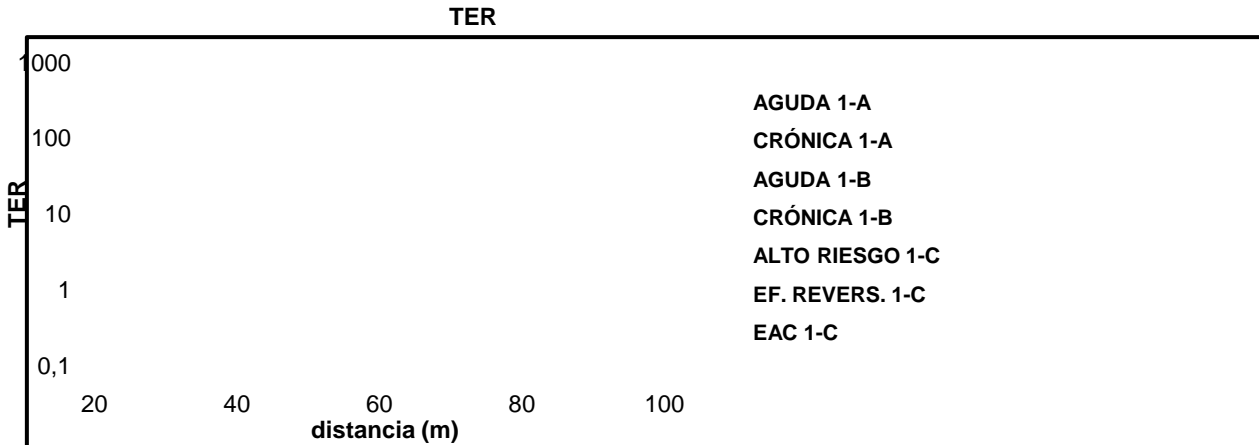 TER
1000
100
10
1
0,1
TER
20 40 60 80 100
distancia (m)
AGUDA 1-A
CRÓNICA 1-A
AGUDA 1-B
CRÓNICA 1-B
ALTO RIESGO 1-C
EF. REVERS. 1-C
EAC 1-C